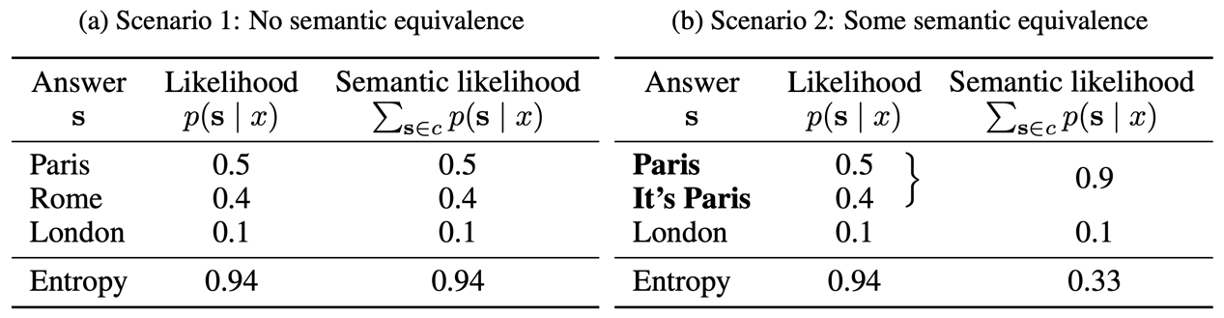 (a) Scenario 1: No semantic equivalence
Answer Likelihood Semantic likelihood
s p(s | x) ∑s∈c p(s | x)
Paris 0.5 0.5
Rome 0.4 0.4
London 0.1 0.1
Entropy 0.94 0.94
(b) Scenario 2: Some semantic equivalence
Answer Likelihood Semantic likelihood
s p(s | x) ∑s∈c p(s | x)
Paris 0.5 } 0.9
It's Paris 0.4
London 0.1 0.1
Entropy 0.94 0.33